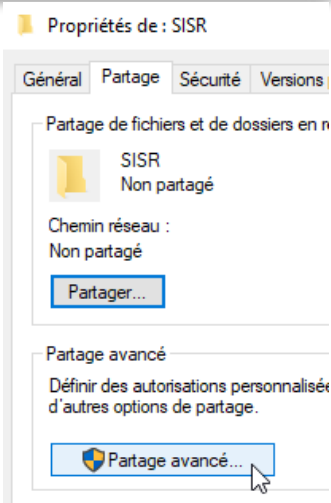 Propriétés de : SISR
Général Partage Sécurité Versions
Partage de fichiers et de dossiers en
SISR
Non partagé
Chemin réseau :
Non partagé
Partager...
Partage avancé
Définir des autorisations
d'autres options de partage.
Partage avancé...